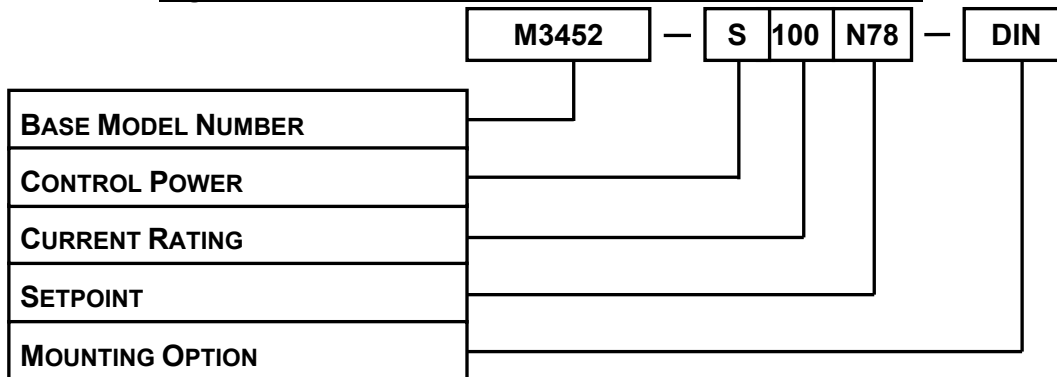 M3452 — S 100 N78 — DIN
BASE MODEL NUMBER
CONTROL POWER
CURRENT RATING
SETPOINT
MOUNTING OPTION